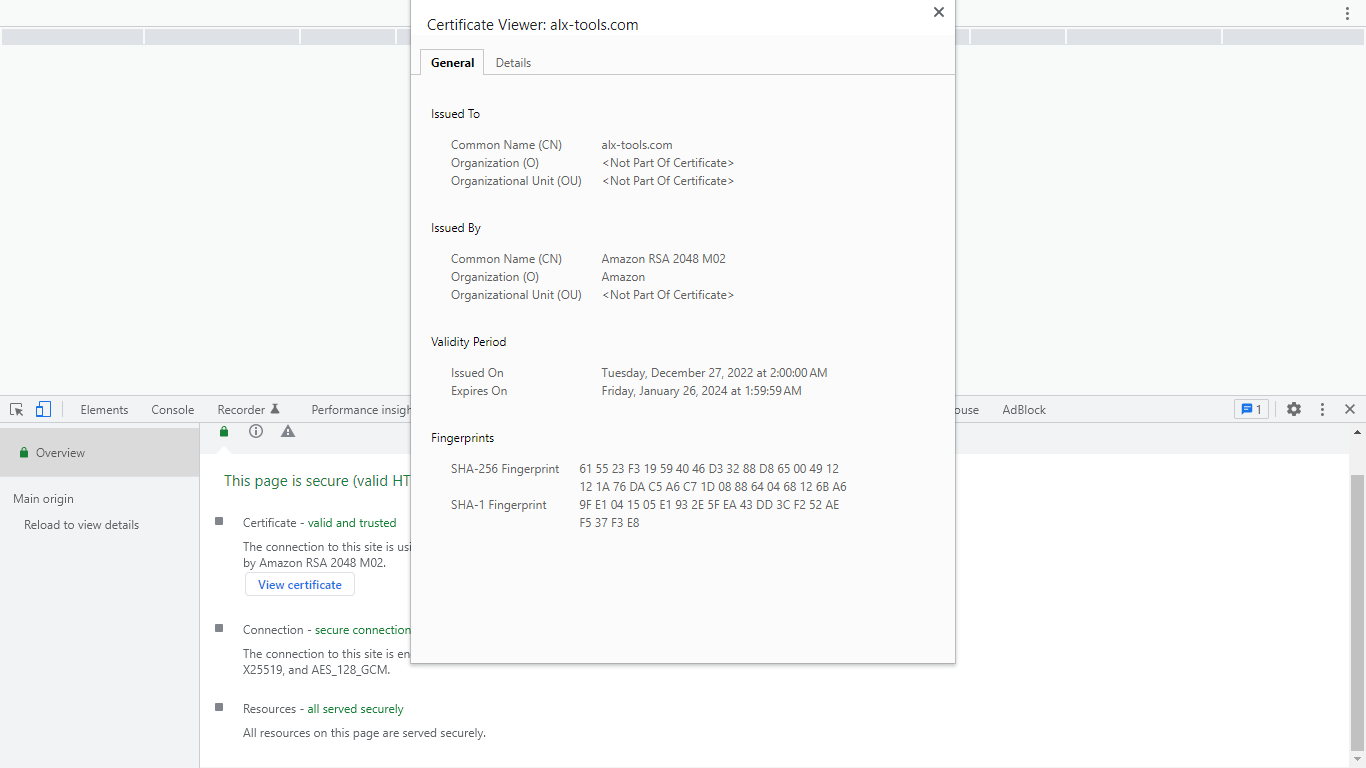 Certificate Viewer: alx-tools.com
General Details
Issued To
Common Name (CN) alx-tools.com
Organization (O) <Not Part Of Certificate>
Organizational Unit (OU) <Not Part Of Certificate>
Issued By
Common Name (CN) Amazon RSA 2048 M02
Organization (O) Amazon
Organizational Unit (OU) <Not Part Of Certificate>
Validity Period
Issued On Tuesday, December 27, 2022 at 2:00:00 AM
Expires On Friday, January 26, 2024 at 1:59:59 AM
Fingerprints
SHA-256 Fingerprint 61 55 23 F3 19 59 40 46 D3 32 88 D8 65 00 49 12
12 1A 76 DA C5 A6 C7 1D 08 88 64 04 68 12 6B A6
SHA-1 Fingerprint 9F E1 04 15 05 E1 93 2E 5F EA 43 DD 3C F2 52 AE
F5 37 F3 E8
Elements Console Recorder Performance insigh ouse AdBlock 1
Overview
Main origin
Reload to view details
This page is secure (valid HT
Certificate - valid and trusted
The connection to this site is usi
by Amazon RSA 2048 M02.
View certificate
Connection - secure connection
The connection to this site is en
X25519, and AES_128_GCM.
Resources - all served securely
All resources on this page are served securely.